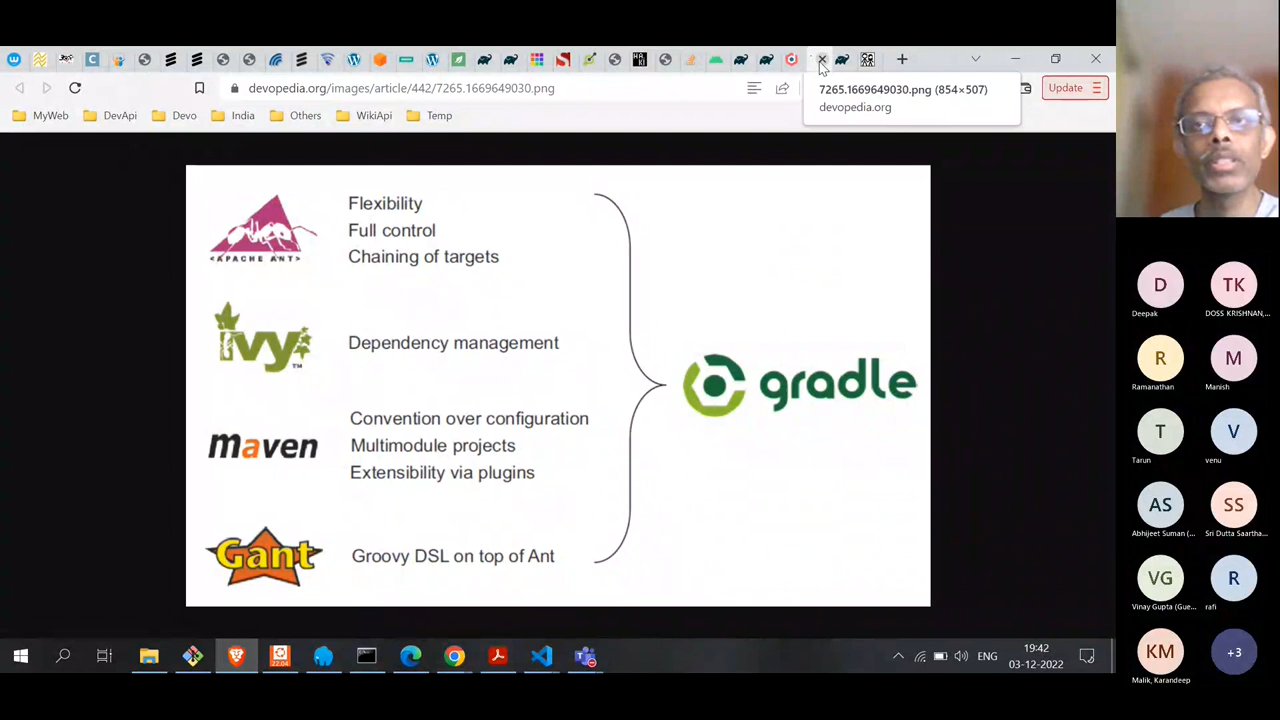 devopedia.org/images/article/442/7265.1669649030.png
7265.1669649030.png (854×507)
devopedia.org
Update
MyWeb
DevApi
Devo
India
Others
WikiApi
Temp
<APACHE ANT>
Flexibility
Full control
Chaining of targets
ivy
TM
Dependency management
maven
Convention over configuration
Multimodule projects
Extensibility via plugins
Gant
Groovy DSL on top of Ant
gradle
D
Deepak
TK
DOSS KRISHNAN,...
R
Ramanathan
M
Manish
T
Tarun
V
venu
AS
Abhijeet Suman (...
SS
Sri Dutta Saartha...
VG
Vinay Gupta (Gue...
R
rafi
KM
Malik, Karandeep
+3
22.04
ENG
19:42
03-12-2022